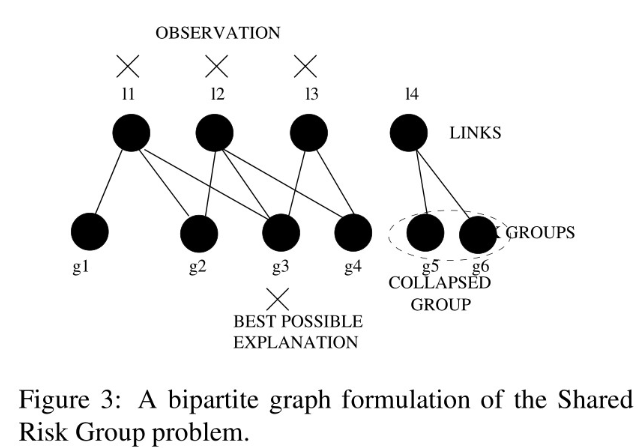 OBSERVATION
l1 l2 l3 l4
LINKS
GROUPS
g1 g2 g3 g4 g5 g6
COLLAPSED
GROUP
BEST POSSIBLE
EXPLANATION
Figure 3: A bipartite graph formulation of the Shared
Risk Group problem.